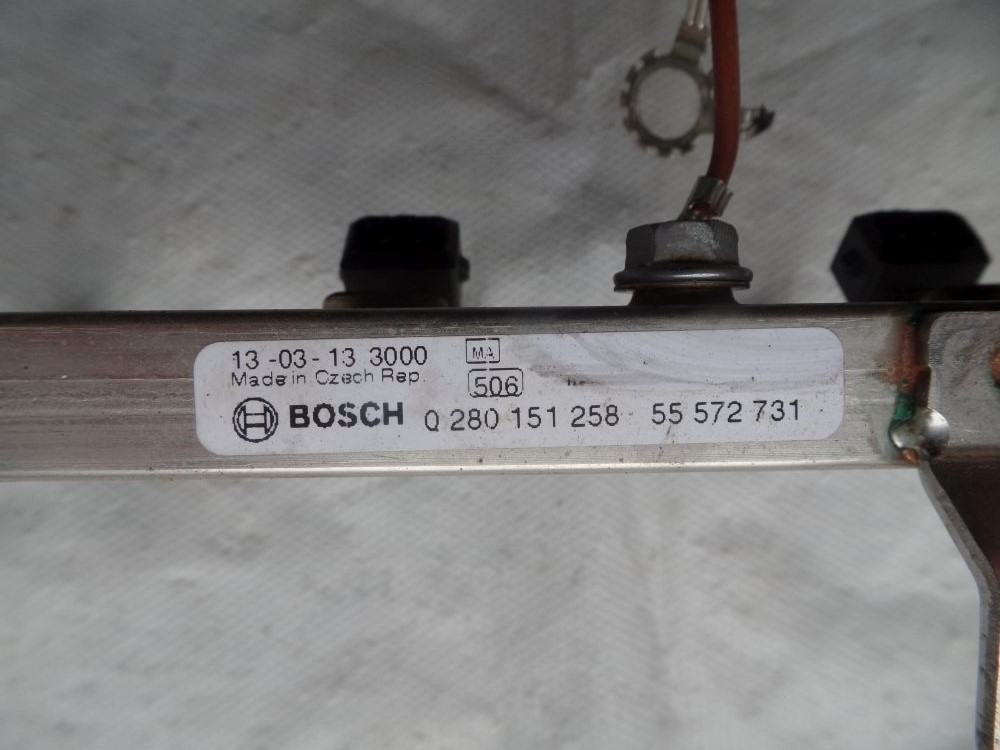 13-03-13 3000 MA
Made in Czech Rep. 506
BOSCH 0 280 151 258 55 572 731